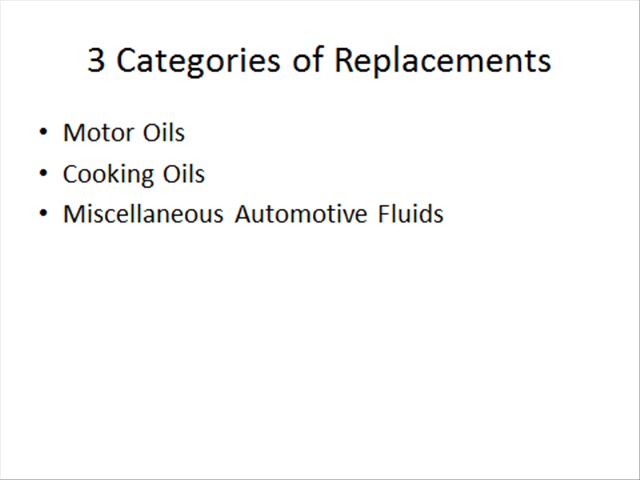 3 Categories of Replacements
• Motor Oils
• Cooking Oils
• Miscellaneous Automotive Fluids